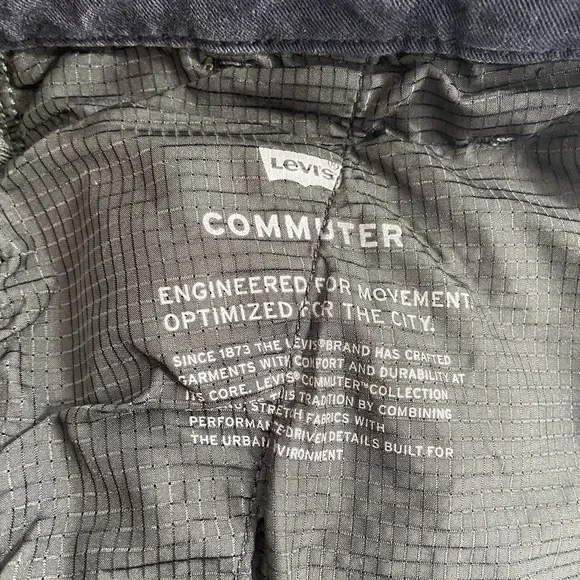 Levi's
COMMUTER
ENGINEERED FOR MOVEMENT.
OPTIMIZED FOR THE CITY.
SINCE 1873 THE LEVI'S® BRAND HAS CRAFTED
GARMENTS WITH COMFORT AND DURABILITY AT
ITS CORE. LEVI'S® COMMUTER™ COLLECTION
THIS TRADITION BY COMBINING
STRETCH FABRICS WITH
PERFORMANCE-DRIVEN DETAILS BUILT FOR
THE URBAN ENVIRONMENT.